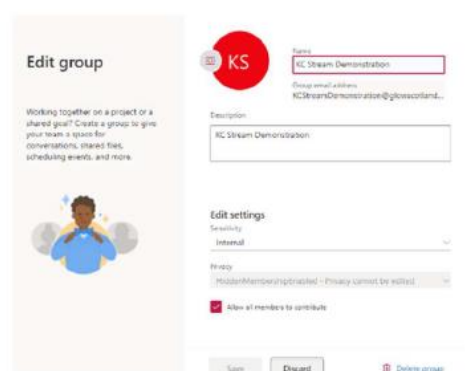 Edit group
Working together on a project or a
shared goal? Create a group to give
your team a space for
conversations, shared files,
scheduling events, and more.
KS
Name
KC Stream Demonstration
Group email address
KCStreamDemonstration@glowscotland...
Description
KC Stream Demonstration
Edit settings
Sensitivity
Internal
Privacy
HiddenMembershipEnabled - Privacy cannot be edited
Allow all members to contribute
Save
Discard
Delete group